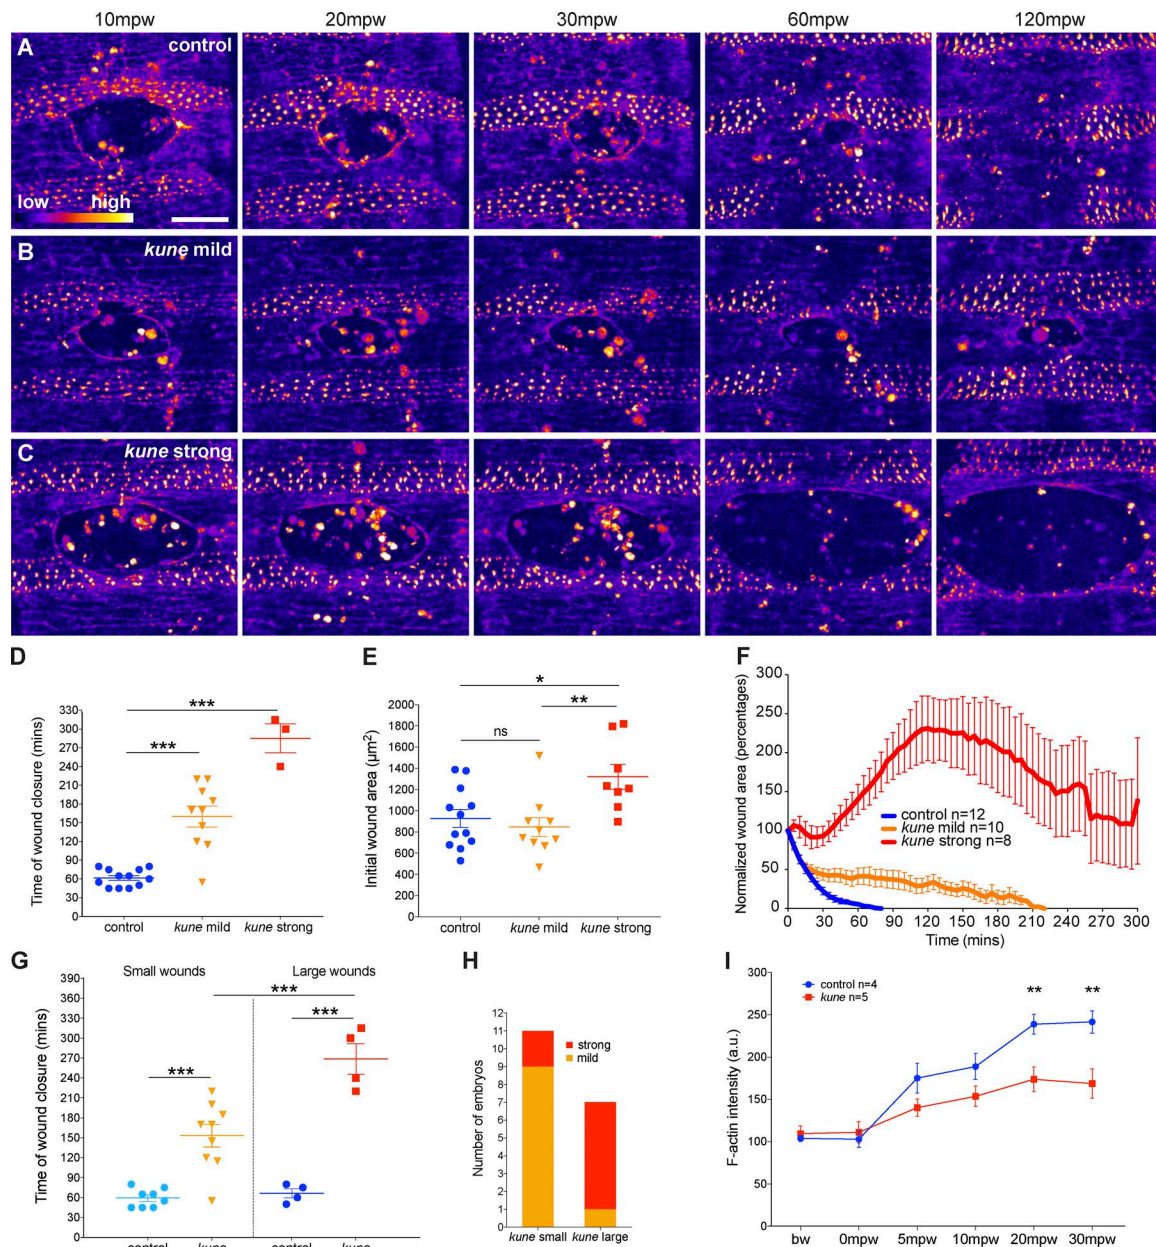 10mpw 20mpw 30mpw 60mpw 120mpw
A control
low high
B kune mild
C kune strong
D
Time of wound closure (mins)
330
300
270
240
210
180
150
120
90
60
30
0
***
***
control kune mild kune strong
E
Initial wound area (µm²)
2000
1800
1600
1400
1200
1000
800
600
400
200
0
*
**
ns
control kune mild kune strong
F
Normalized wound area (percentages)
300
250
200
150
100
50
0
control n=12
kune mild n=10
kune strong n=8
0 30 60 90 120 150 180 210 240 270 300
Time (mins)
G
Small wounds Large wounds
Time of wound closure (mins)
390
360
330
300
270
240
210
180
150
120
90
60
30
0
***
***
***
control kune control kune
H
Number of embryos
12
11
10
9
8
7
6
5
4
3
2
1
0
strong
mild
kune small kune large
I
F-actin intensity (a.u.)
300
250
200
150
100
50
0
control n=4
kune n=5
** **
bw 0mpw 5mpw 10mpw 20mpw 30mpw